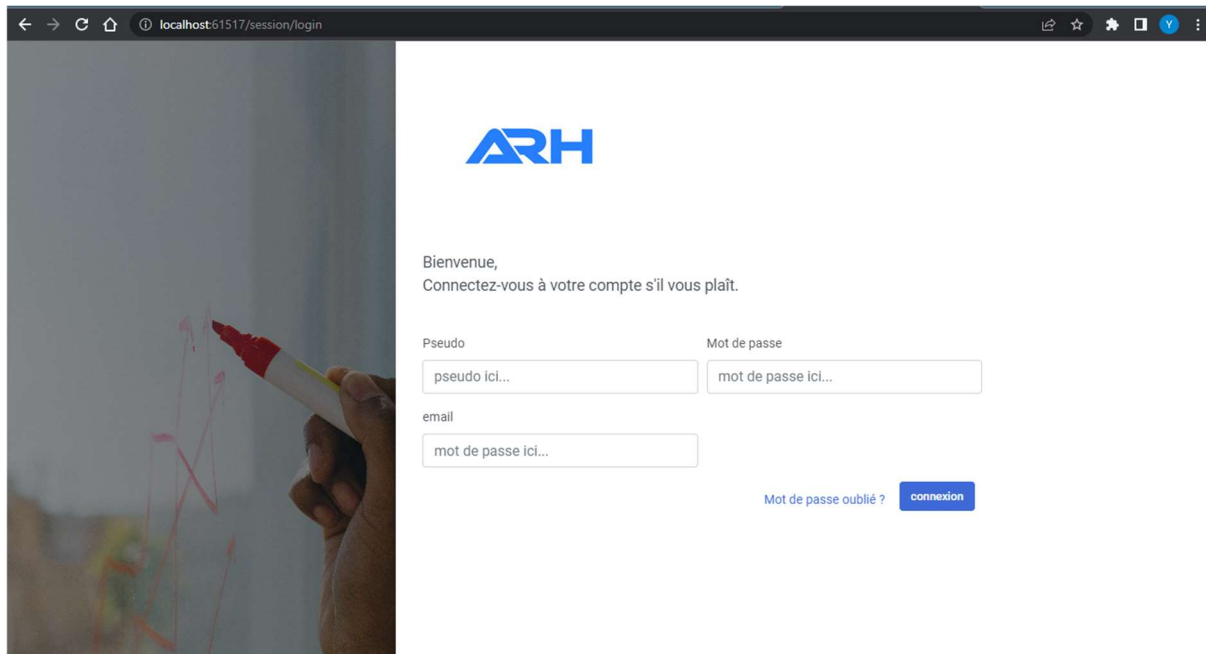 localhost:61517/session/login
Y
ARH
Bienvenue,
Connectez-vous à votre compte s'il vous plaît.
Pseudo Mot de passe
pseudo ici... mot de passe ici...
email
mot de passe ici...
Mot de passe oublié ? connexion